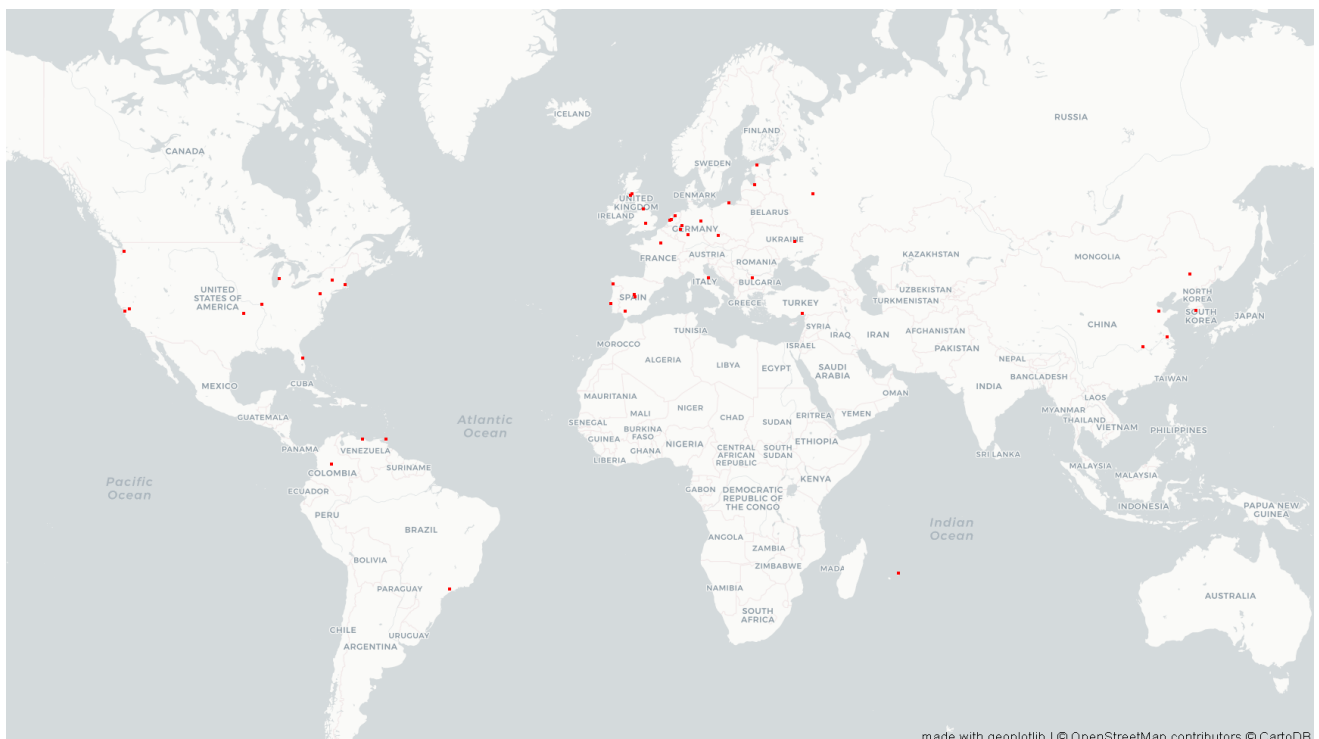 ICELAND
RUSSIA
FINLAND
CANADA
SWEDEN
DENMARK
UNITED
KINGDOM
IRELAND
BELARUS
GERMANY
UKRAINE
FRANCE
AUSTRIA
KAZAKHSTAN
MONGOLIA
ROMANIA
ITALY
BULGARIA
UNITED
STATES OF
AMERICA
SPAIN
GREECE
TURKEY
UZBEKISTAN
TURKMENISTAN
NORTH
KOREA
SOUTH
KOREA
JAPAN
CHINA
TUNISIA
SYRIA
IRAQ
IRAN
AFGHANISTAN
MOROCCO
ISRAEL
PAKISTAN
ALGERIA
LIBYA
EGYPT
SAUDI
ARABIA
NEPAL
BANGLADESH
TAIWAN
MEXICO
CUBA
MAURITANIA
OMAN
INDIA
LAOS
GUATEMALA
Atlantic
Ocean
SENEGAL
MALI
NIGER
CHAD
SUDAN
ERITREA
YEMEN
MYANMAR
THAILAND
VIETNAM
PHILIPPINES
GUINEA
BURKINA
FASO
GHANA
NIGERIA
CENTRAL
AFRICAN
REPUBLIC
SOUTH
SUDAN
ETHIOPIA
PANAMA
VENEZUELA
LIBERIA
SRI LANKA
COLOMBIA
SURINAME
MALAYSIA
MALAYSIA
Pacific
Ocean
ECUADOR
GABON
DEMOCRATIC
REPUBLIC OF
THE CONGO
KENYA
INDONESIA
PAPUA NEW
GUINEA
PERU
BRAZIL
Indian
Ocean
ANGOLA
ZAMBIA
BOLIVIA
ZIMBABWE
MADA
PARAGUAY
NAMIBIA
AUSTRALIA
SOUTH
AFRICA
CHILE
URUGUAY
ARGENTINA
made with geoplotlib | © OpenStreetMap contributors © CartoDB